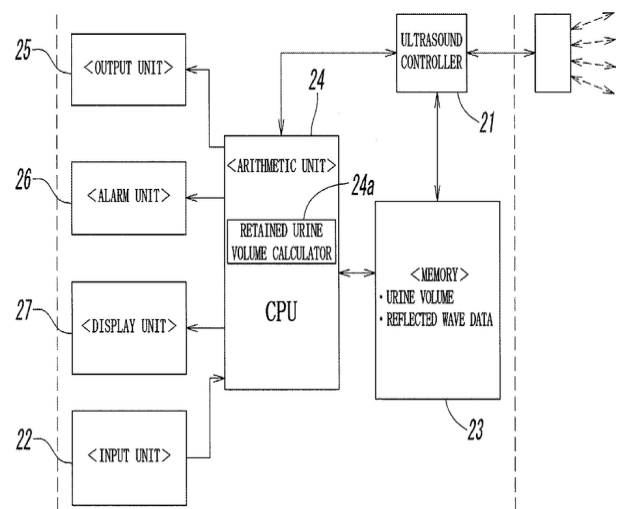 25
<OUTPUT UNIT>
26
<ALARM UNIT>
27
<DISPLAY UNIT>
22
<INPUT UNIT>
24
<ARITHMETIC UNIT>
24a
RETAINED URINE
VOLUME CALCULATOR
CPU
ULTRASOUND
CONTROLLER
21
<MEMORY>
・URINE VOLUME
・REFLECTED WAVE DATA
23